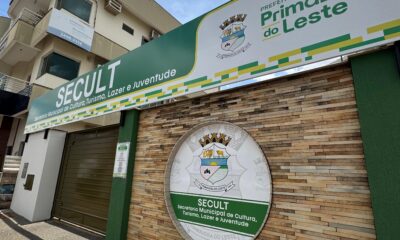 PREFEITURA
Primavera
do Leste
SECULT
Secretaria Municipal de Cultura, Turismo, Lazer e Juventude
SECULT
Secretaria Municipal de Cultura,
Turismo, Lazer e Juventude